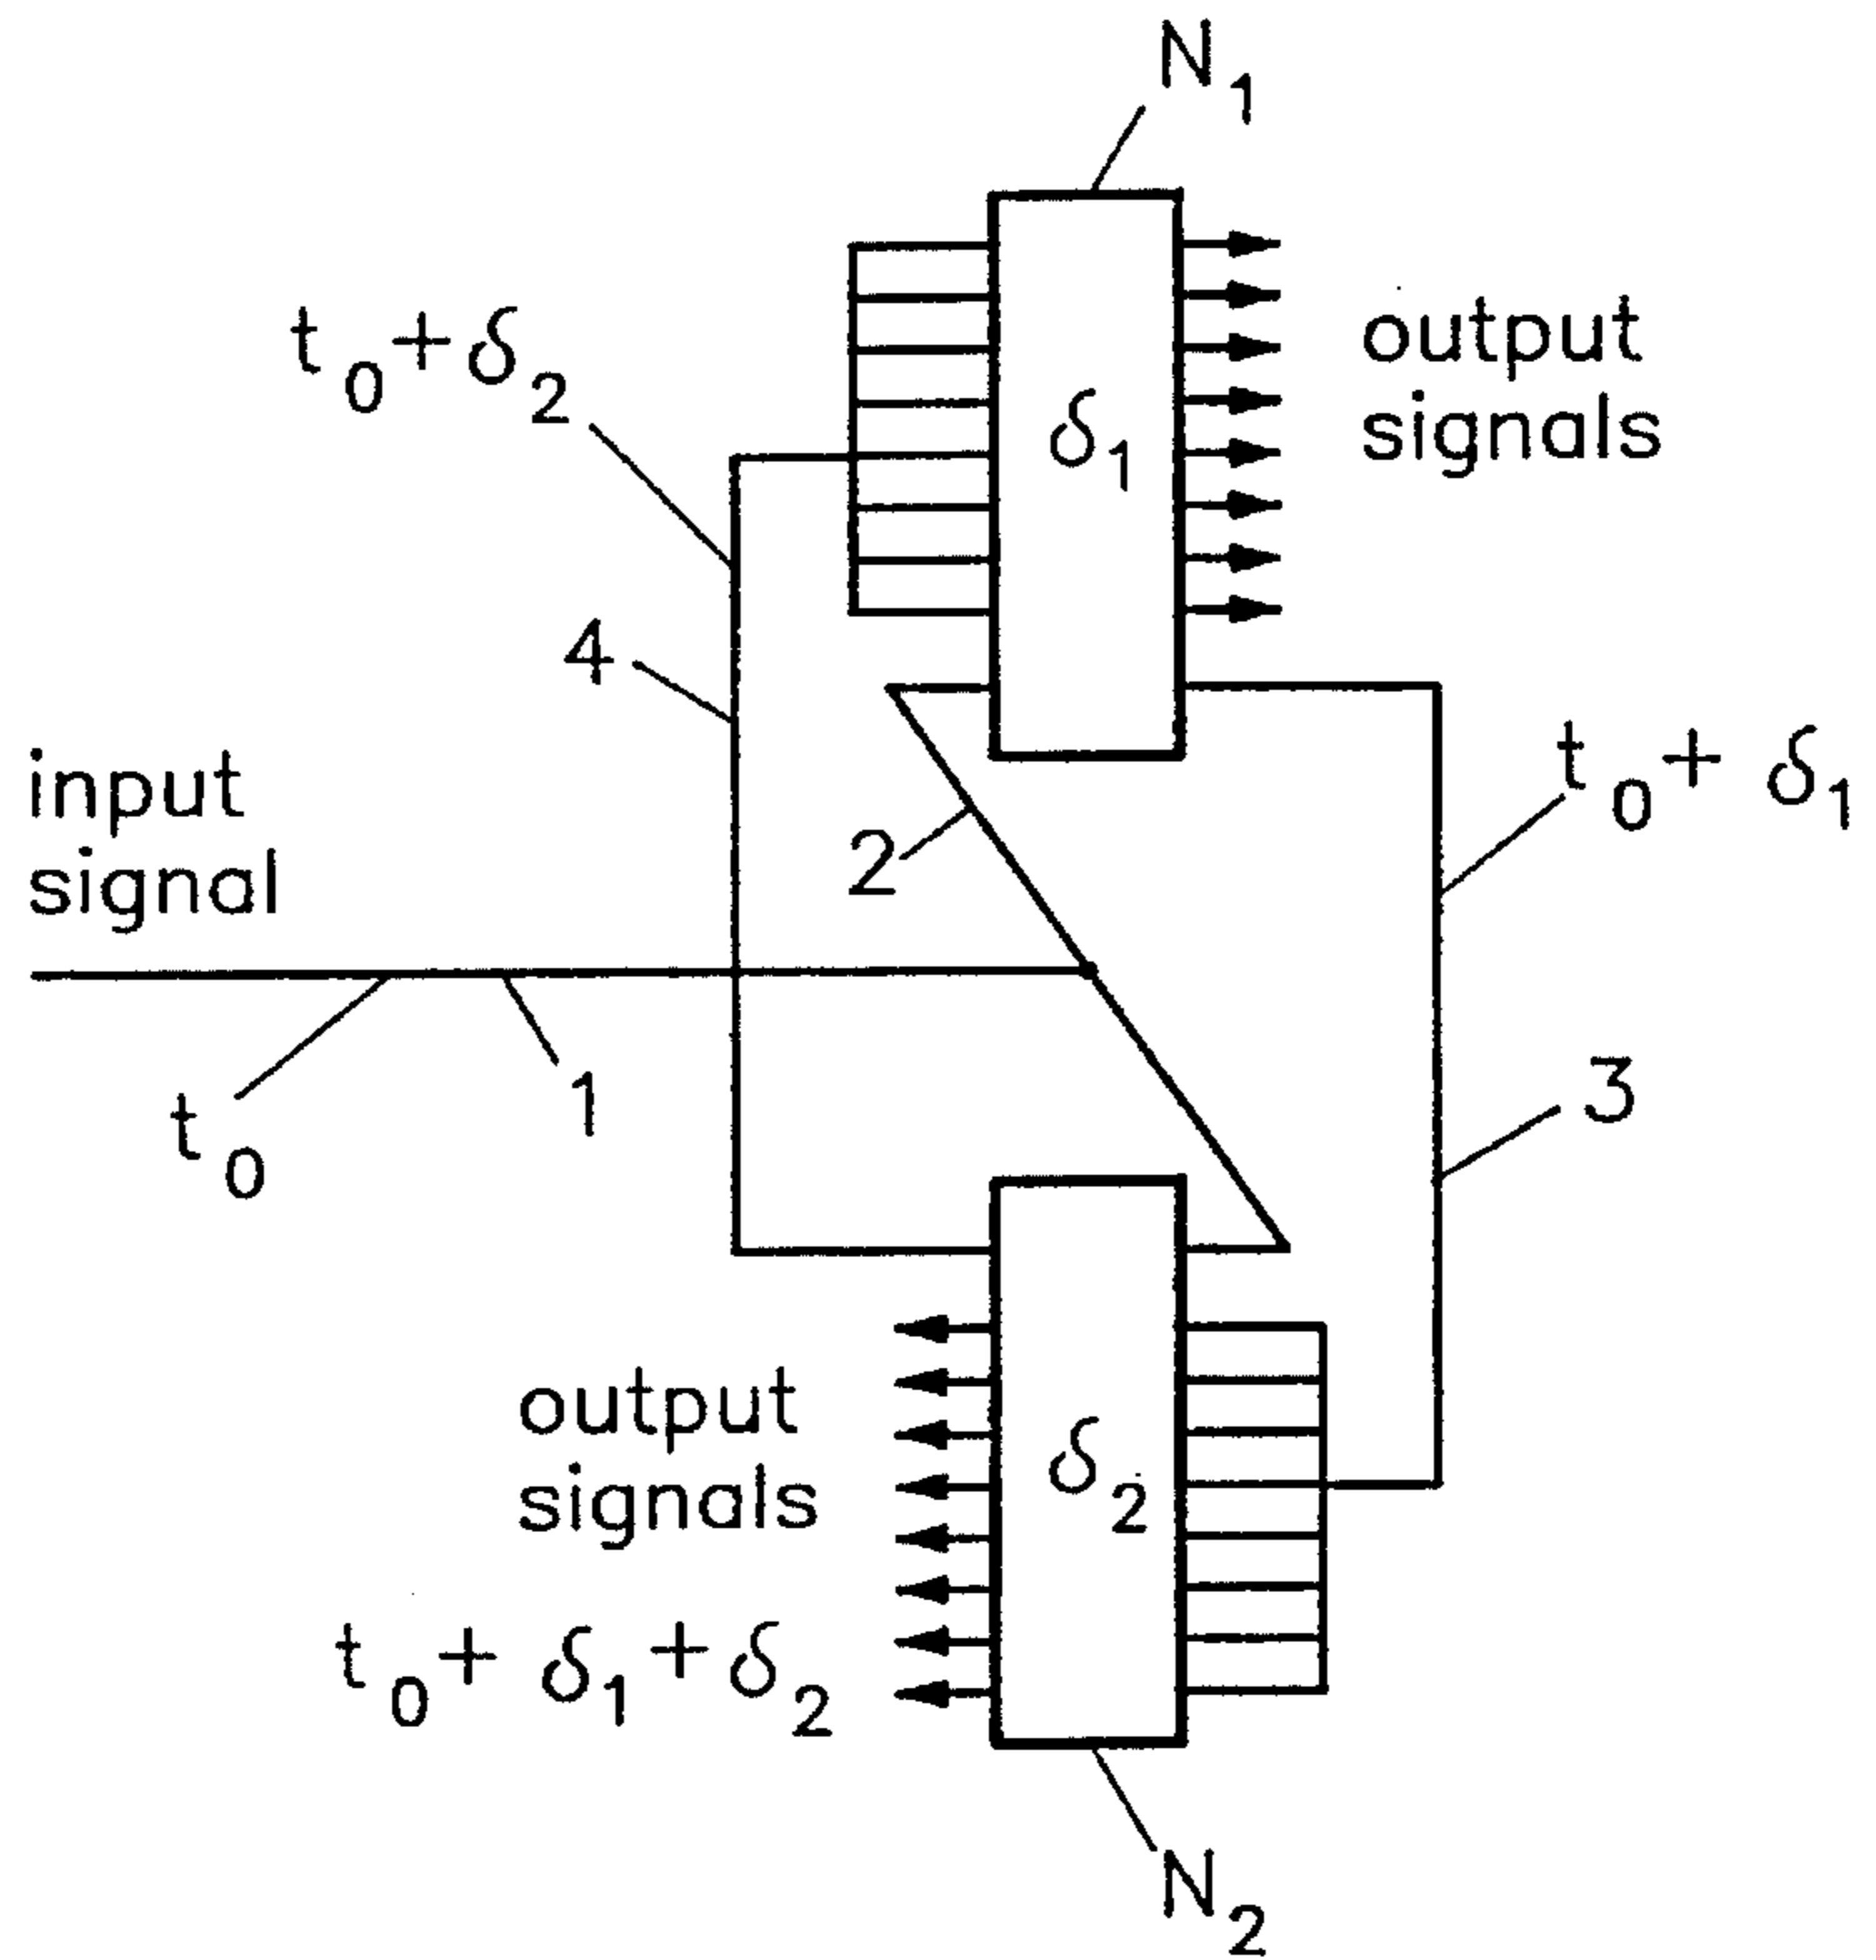 N₁
t₀+δ₂
output
signals
δ₁
4
t₀+ δ₁
input
signal
2
3
t₀
1
output
signals
δ₂
t₀+ δ₁+δ₂
N₂